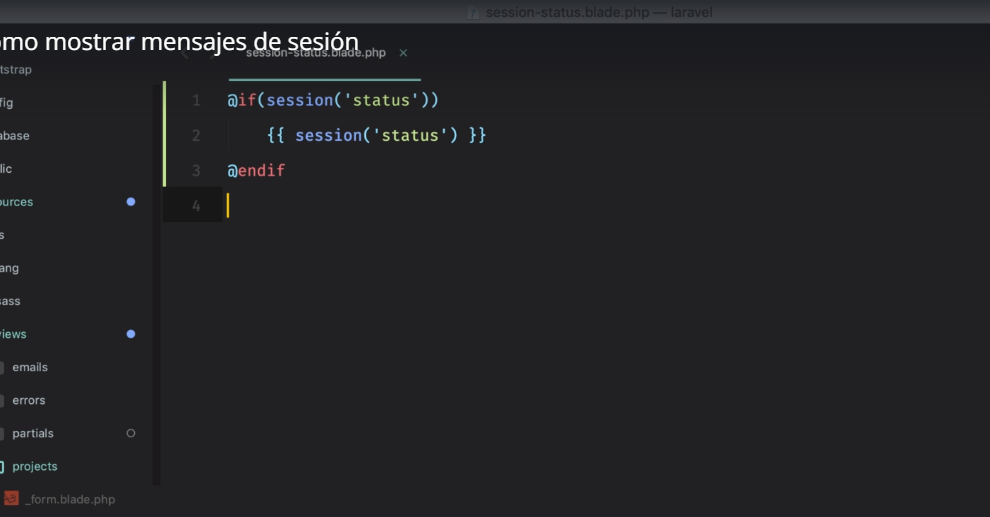 session-status.blade.php — laravel
omo mostrar mensajes de sesión
session-status.blade.php ×
tstrap
fig
abase
lic
ources
s
ang
sass
views
emails
errors
partials
projects
_form.blade.php
1 @if(session('status'))
2 {{ session('status') }}
3 @endif
4